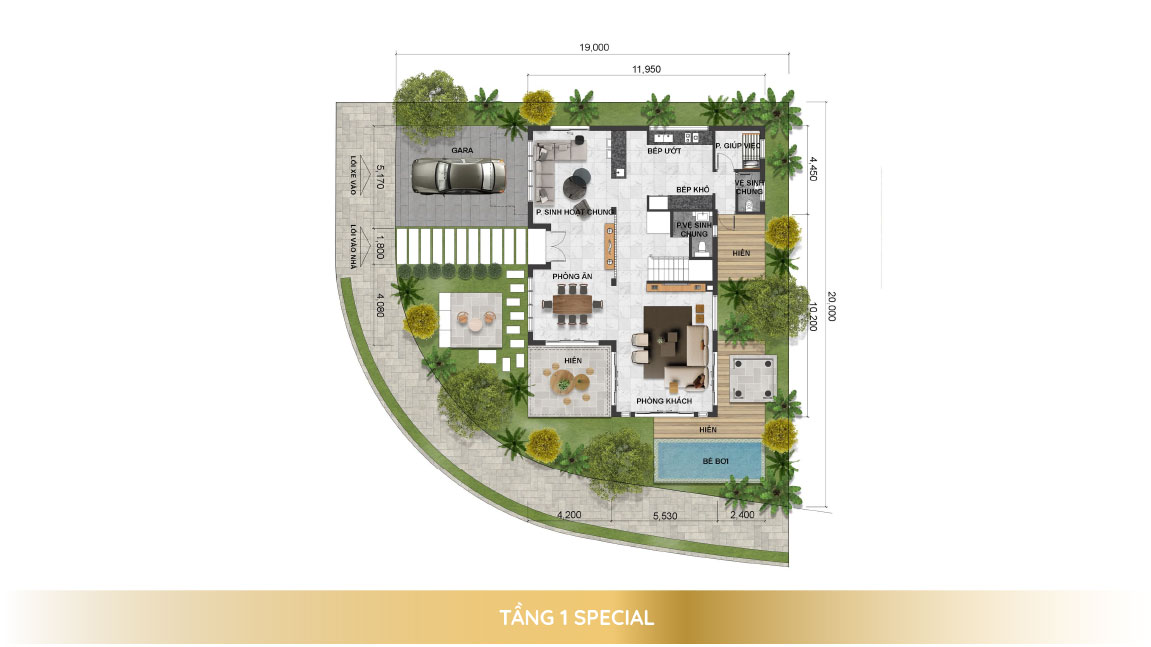 19,000
11,950
GARA
BẾP ƯỚT
P. GIÚP VIỆC
LỐI XE VÀO
5,170
4,450
BẾP KHÔ
VỆ SINH
CHUNG
P. SINH HOẠT CHUNG
P.VỆ SINH
CHUNG
LỐI VÀO NHÀ
1,800
HIÊN
PHÒNG ĂN
4,080
10,200
20,000
HIÊN
PHÒNG KHÁCH
HIÊN
BỂ BƠI
4,200
5,530
2,400
TẦNG 1 SPECIAL